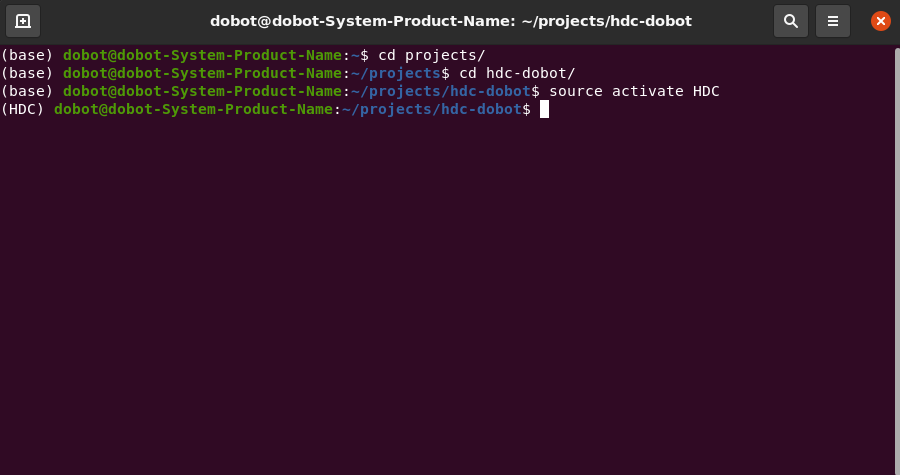 dobot@dobot-System-Product-Name: ~/projects/hdc-dobot
(base) dobot@dobot-System-Product-Name:~$ cd projects/
(base) dobot@dobot-System-Product-Name:~/projects$ cd hdc-dobot/
(base) dobot@dobot-System-Product-Name:~/projects/hdc-dobot$ source activate HDC
(HDC) dobot@dobot-System-Product-Name:~/projects/hdc-dobot$